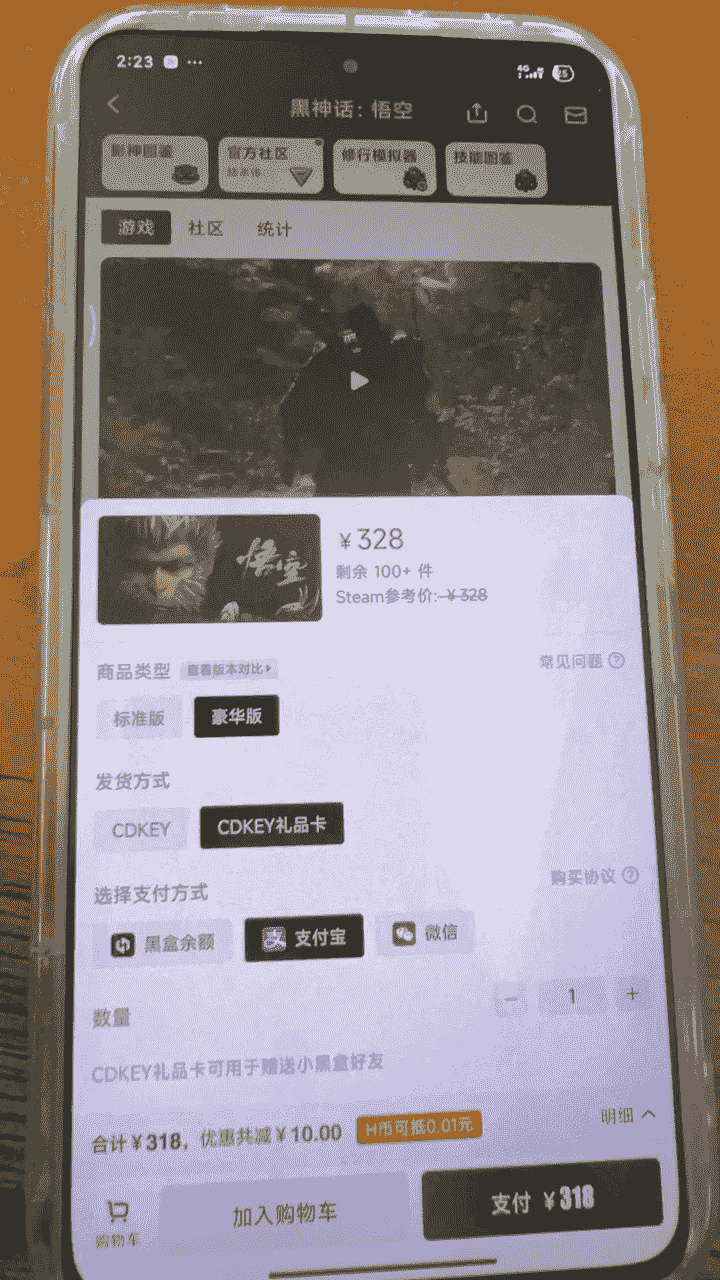 2:23 ...
4G 25
黑神话：悟空
影神图鉴 官方社区 修行模拟器 技能图鉴
游戏 社区 统计
悟空
¥328
剩余 100+ 件
Steam参考价:¥328
商品类型 查看版本对比 常见问题
标准版 豪华版
发货方式
CDKEY CDKEY礼品卡
选择支付方式 购买协议
黑盒余额 支付宝 微信
数量 - 1 +
CDKEY礼品卡可用于赠送小黑盒好友
合计¥318，优惠共减¥10.00 H币可抵0.01元 明细
购物车 加入购物车 支付 ¥318